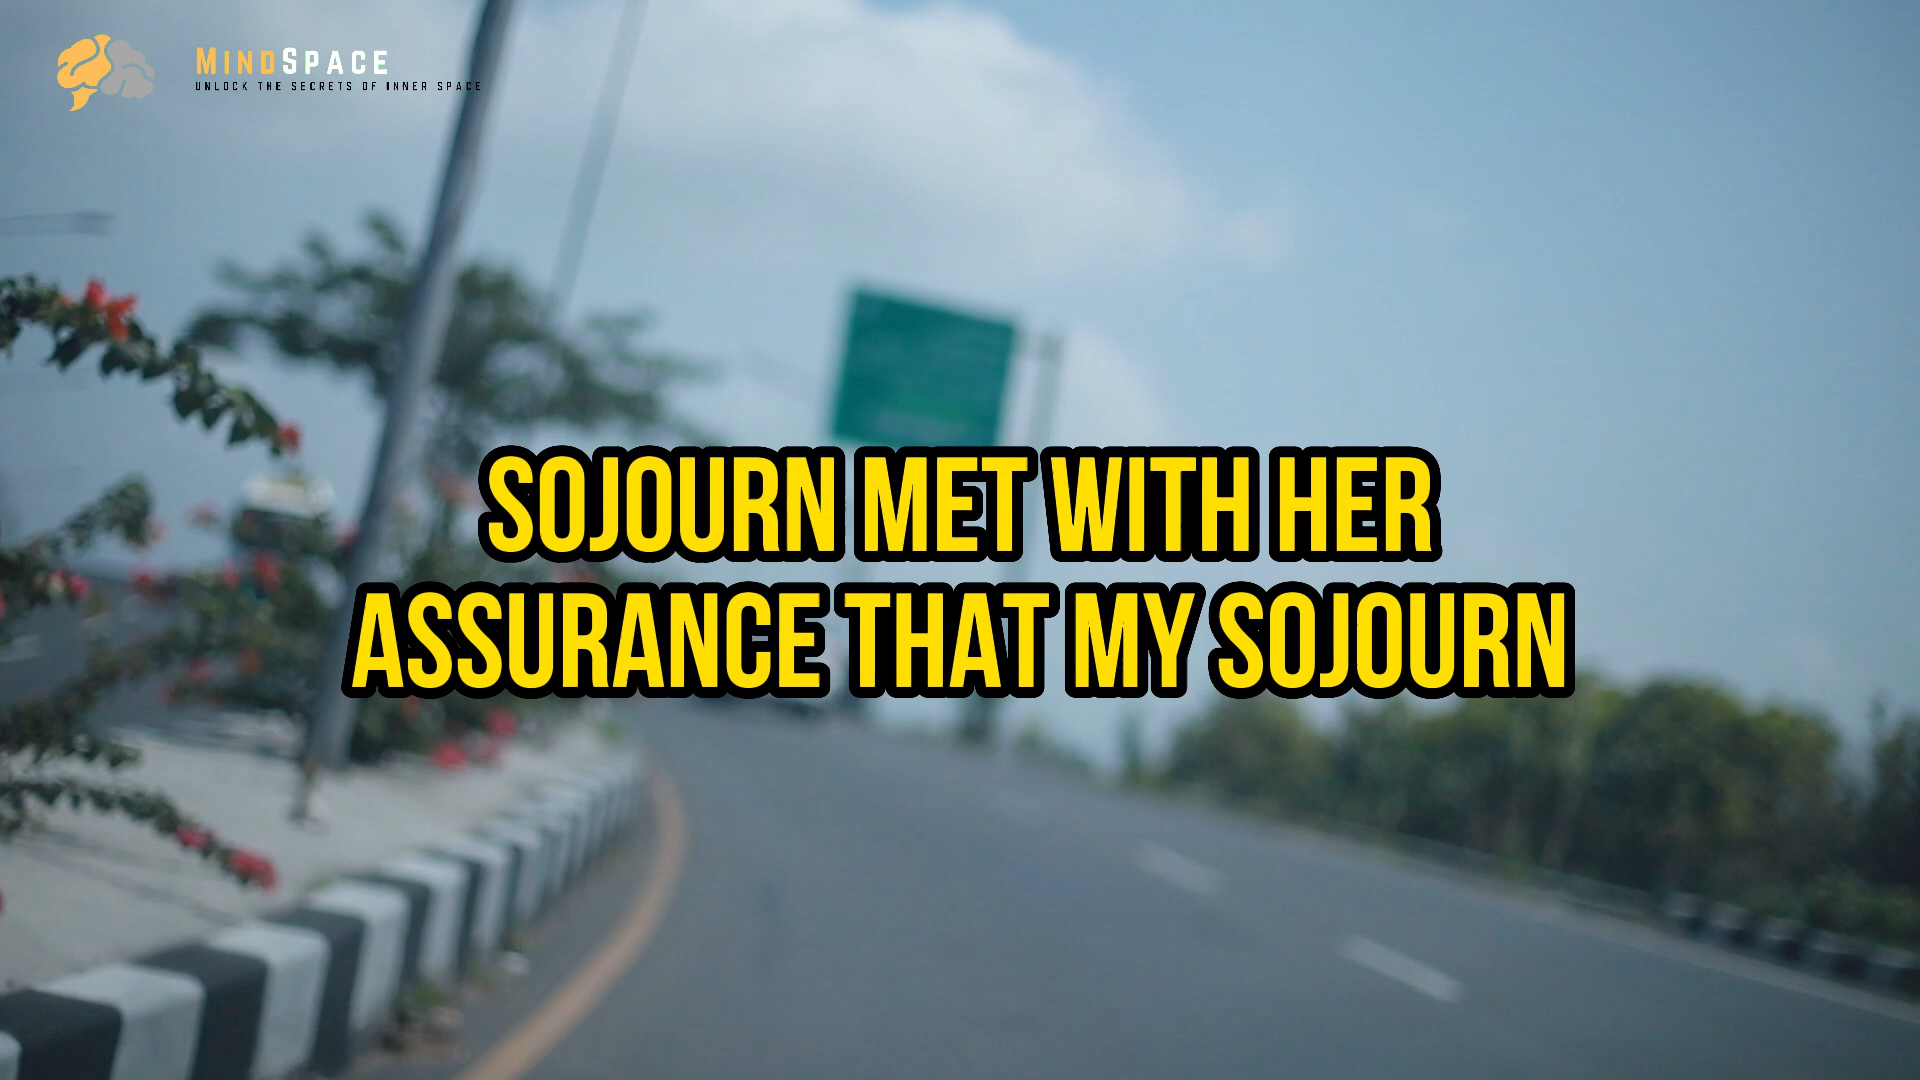 MINDSPACE
UNLOCK THE SECRETS OF INNER SPACE
SOJOURN MET WITH HER
ASSURANCE THAT MY SOJOURN